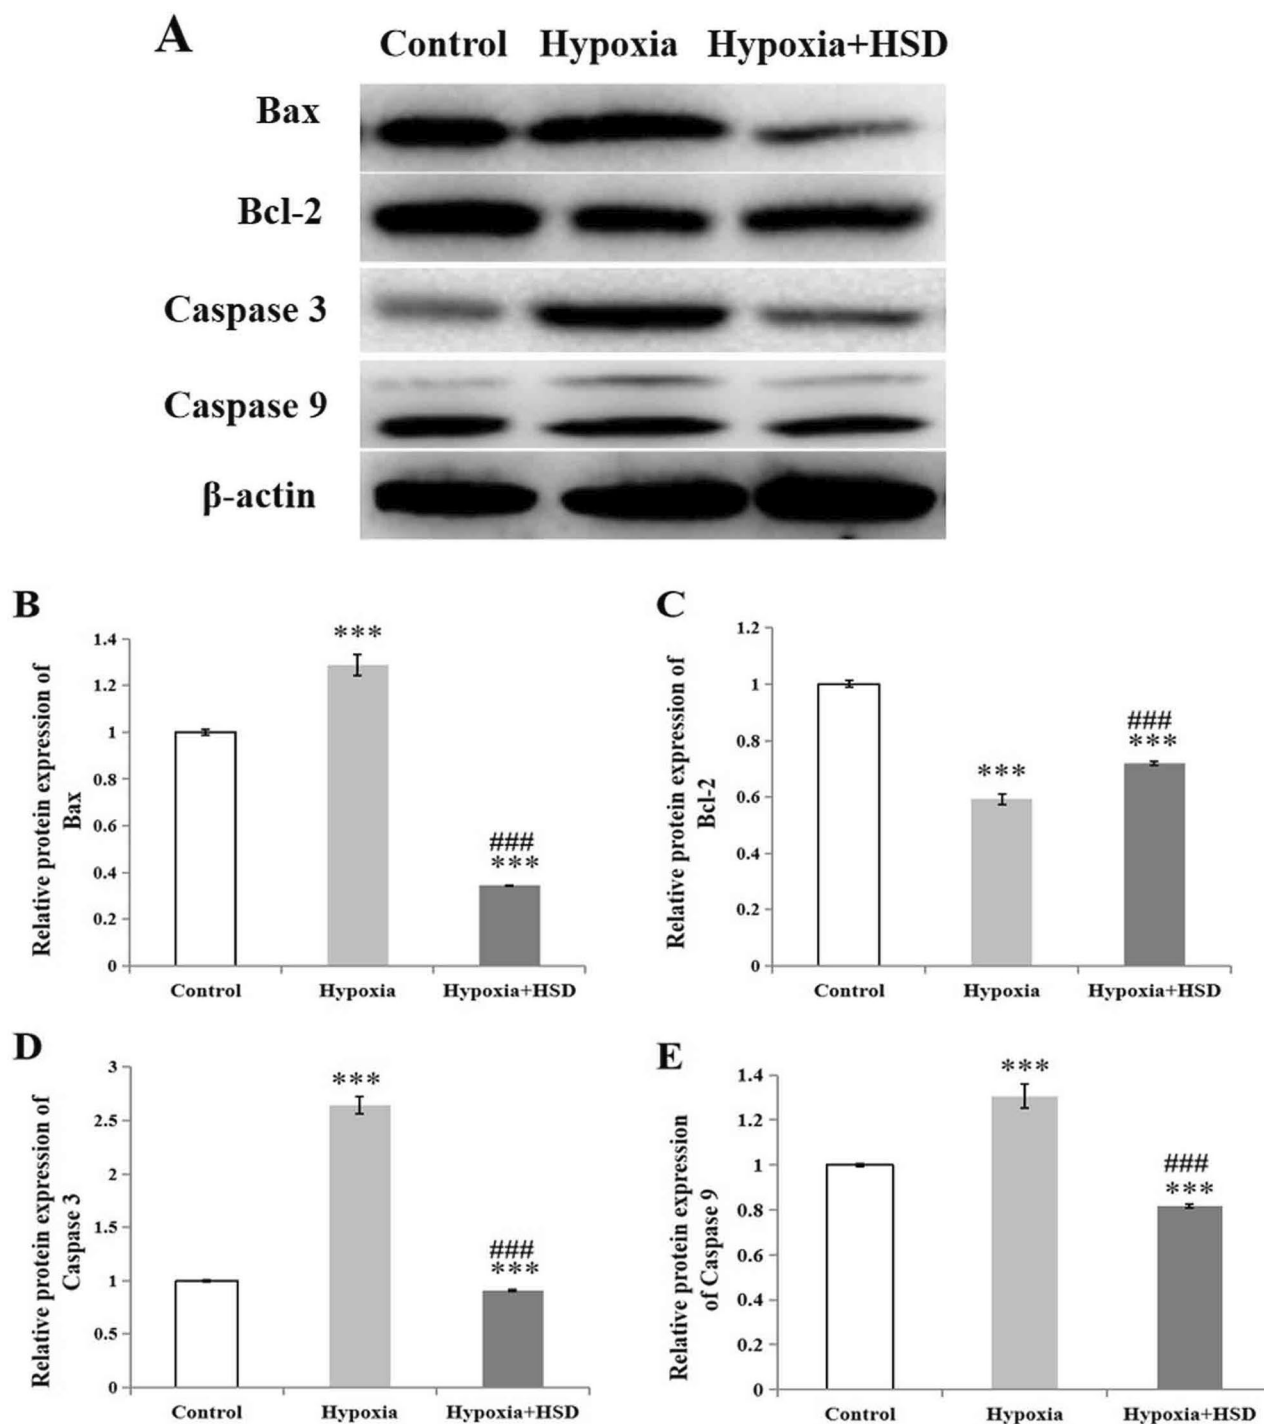 A
Control Hypoxia Hypoxia+HSD
Bax
Bcl-2
Caspase 3
Caspase 9
β-actin
B
Relative protein expression of
Bax
1.4
1.2
1
0.8
0.6
0.4
0.2
0
***
###
***
Control Hypoxia Hypoxia+HSD
C
Relative protein expression of
Bcl-2
1.2
1
0.8
0.6
0.4
0.2
0
***
###
***
Control Hypoxia Hypoxia+HSD
D
Relative protein expression of
Caspase 3
3
2.5
2
1.5
1
0.5
0
***
###
***
Control Hypoxia Hypoxia+HSD
E
Relative protein expression
of Caspase 9
1.4
1.2
1
0.8
0.6
0.4
0.2
0
***
###
***
Control Hypoxia Hypoxia+HSD